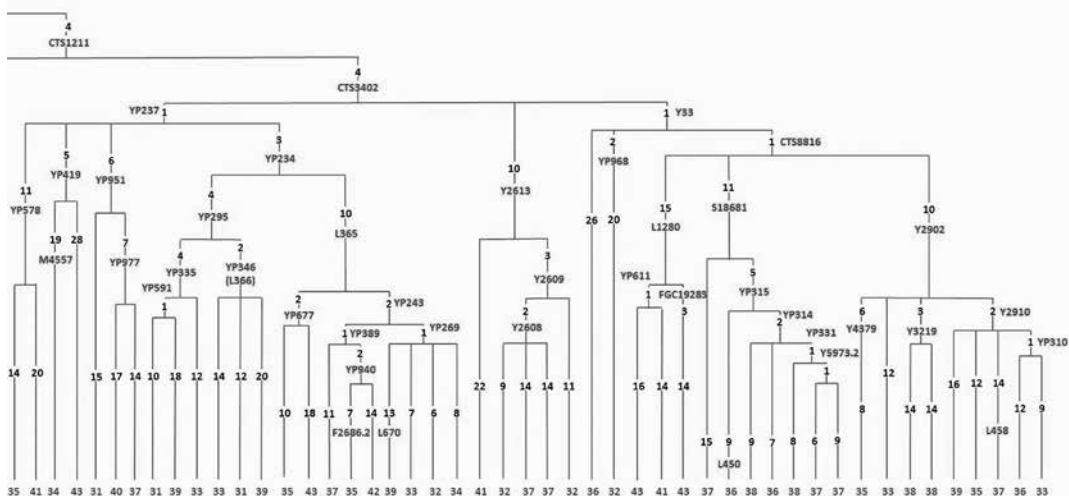 4
CTS1211
4
CTS3402
YP237 1 1 Y33
5 6 3 10 2 1 CTS8816
YP419 YP951 YP234 Y2613 YP968
11 4 10 15 11 10
YP578 YP295 L365 L1280 S18681 Y2902
19 28 7 4 2 3 26 20
M4557 YP977 YP335 YP346 Y2609
(L366)
YP591 1 2 2 YP243 2 YP611 1 FGC19283 3 5
YP677 Y2608 YP315
1 YP389 1 YP269 2 YP314 6 3 2 Y2910
Y4379 Y3219
2 1 YP331 1 YP310
YP940 1 Y5973.2
14 20 15 17 14 10 18 12 14 12 20 22 9 14 14 11 12
10 18 11 7 14 13 7 6 8 16 14 14 8 14 14 16 12 14 12 9
F2686.2 L670 L458
15 9 9 7 8 6 9
L450
35 41 34 43 31 40 37 31 39 33 33 31 39 35 43 37 35 42 39 33 32 34 41 32 37 37 32 36 32 43 41 43 37 36 38 36 38 37 37 35 33 38 38 39 35 37 36 33